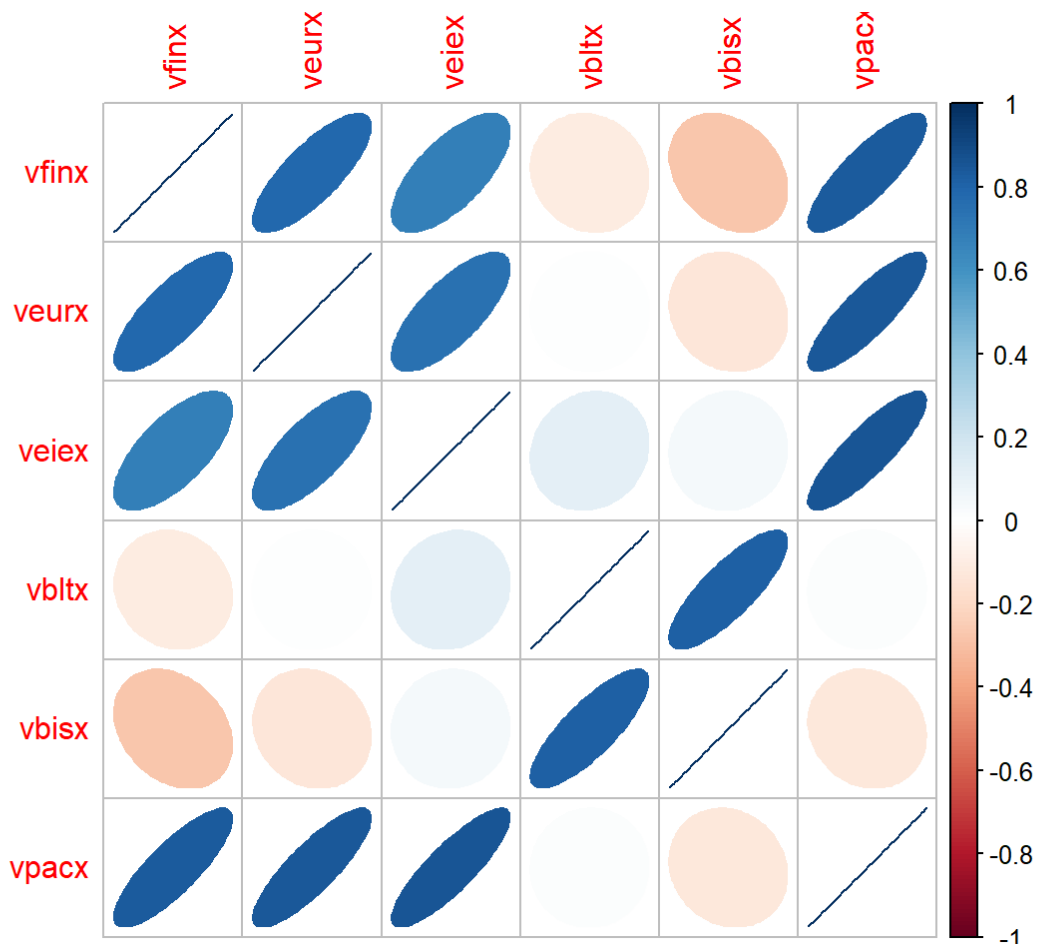 vfinx
veurx
veiex
vbltx
vbisx
vpacx
vfinx
veurx
veiex
vbltx
vbisx
vpacx
1
0.8
0.6
0.4
0.2
0
-0.2
-0.4
-0.6
-0.8
-1